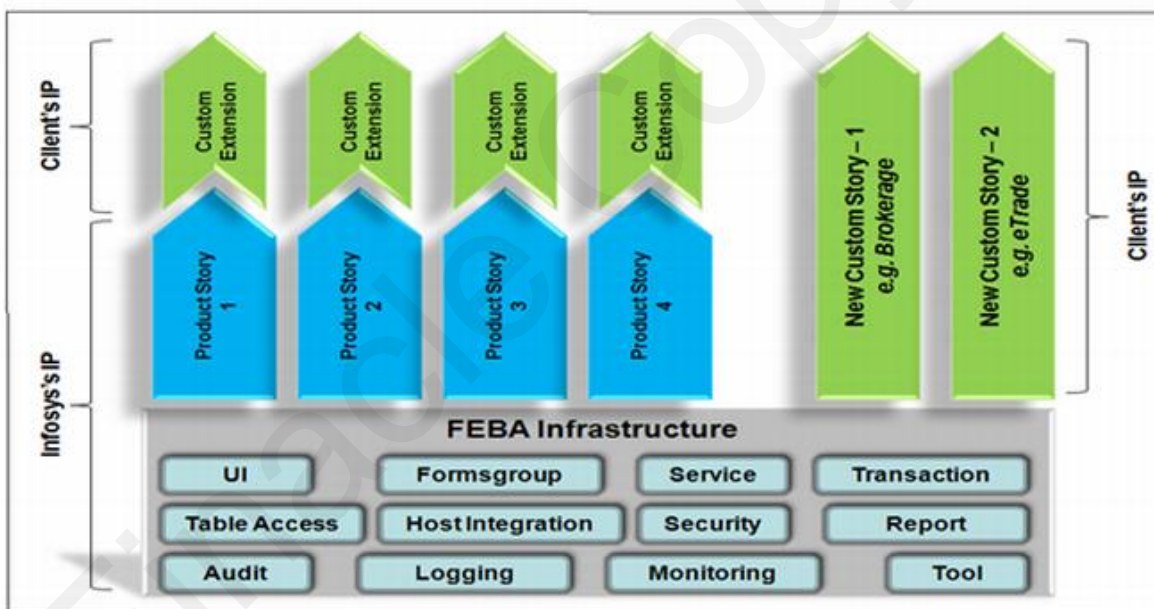 Client's IP
Custom
Extension
Custom
Extension
Custom
Extension
Custom
Extension
New Custom Story – 1
e.g. Brokerage
New Custom Story – 2
e.g. eTrade
Client's IP
Infosys's IP
Product Story
1
Product Story
2
Product Story
3
Product Story
4
FEBA Infrastructure
UI
Formsgroup
Service
Transaction
Table Access
Host Integration
Security
Report
Audit
Logging
Monitoring
Tool